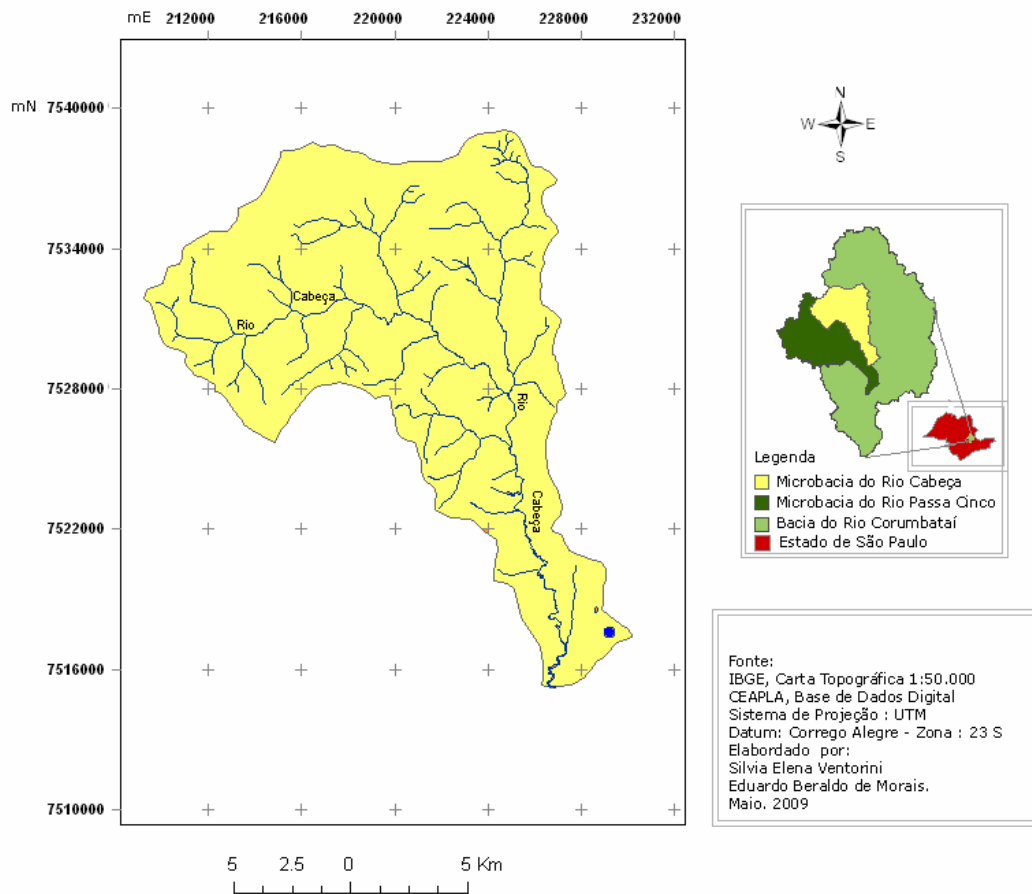 mE 212000 216000 220000 224000 228000 232000
mN 7540000
7534000
7528000
7522000
7516000
7510000
Rio
Cabeça
Rio
Cabeça
5 2.5 0 5 Km
N
W E
S
Legenda
Microbacia do Rio Cabeça
Microbacia do Rio Passa Cinco
Bacia do Rio Corumbataí
Estado de São Paulo
Fonte:
IBGE, Carta Topográfica 1:50.000
CEAPLA, Base de Dados Digital
Sistema de Projeção : UTM
Datum: Corrego Alegre - Zona : 23 S
Elaborado por:
Silvia Elena Ventorini
Eduardo Beraldo de Morais.
Maio. 2009